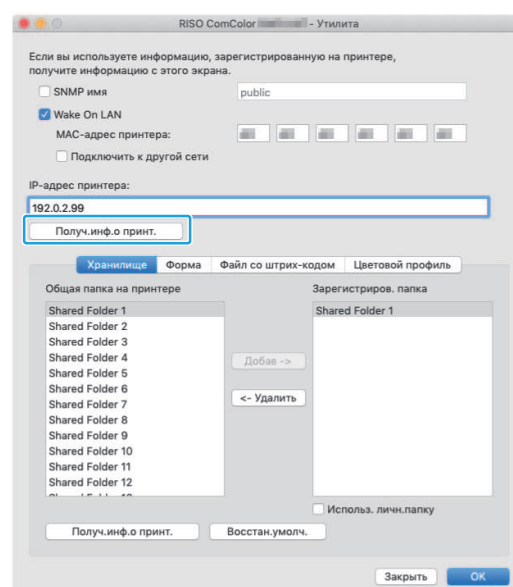 RISO ComColor - Утилита
Если вы используете информацию, зарегистрированную на принтере,
получите информацию с этого экрана.
SNMP имя
public
Wake On LAN
MAC-адрес принтера:
Подключить к другой сети
IP-адрес принтера:
192.0.2.99
Получ.инф.о принт.
Хранилище Форма Файл со штрих-кодом Цветовой профиль
Общая папка на принтере Зарегистриров. папка
Shared Folder 1 Shared Folder 1
Shared Folder 2
Shared Folder 3
Shared Folder 4
Добав ->
Shared Folder 5
Shared Folder 6
<- Удалить
Shared Folder 7
Shared Folder 8
Shared Folder 9
Shared Folder 10
Shared Folder 11
Shared Folder 12
Использ. личн.папку
Получ.инф.о принт. Восстан.умолч.
Закрыть OK